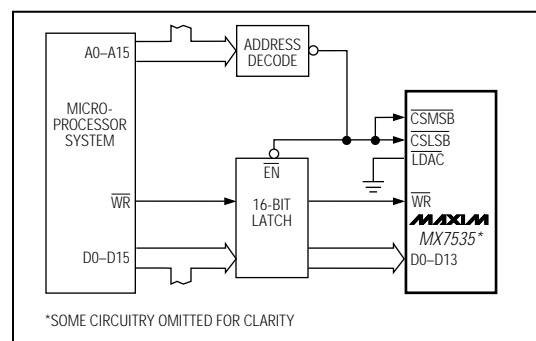 A0–A15
ADDRESS
DECODE
MICRO-
PROCESSOR
SYSTEM
CSMSB
CSLSB
LDAC
EN
WR
16-BIT
LATCH
WR
MAXIM
MX7535*
D0–D15
D0–D13
*SOME CIRCUITRY OMITTED FOR CLARITY